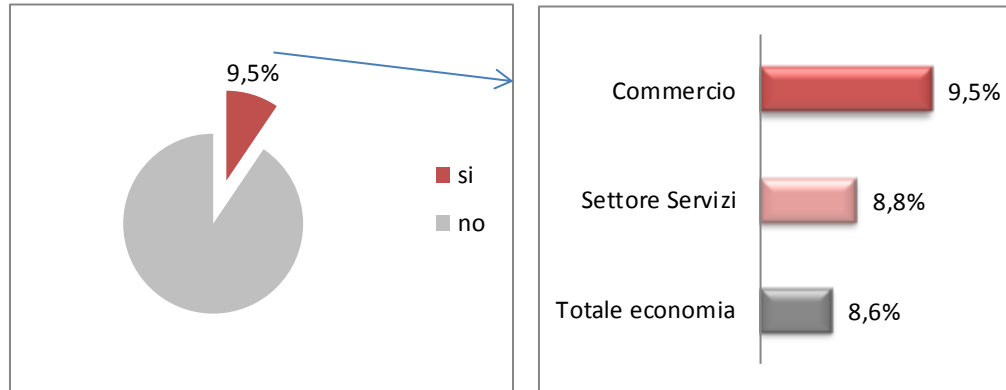 9,5%
si
no
Commercio
9,5%
Settore Servizi
8,8%
Totale economia
8,6%